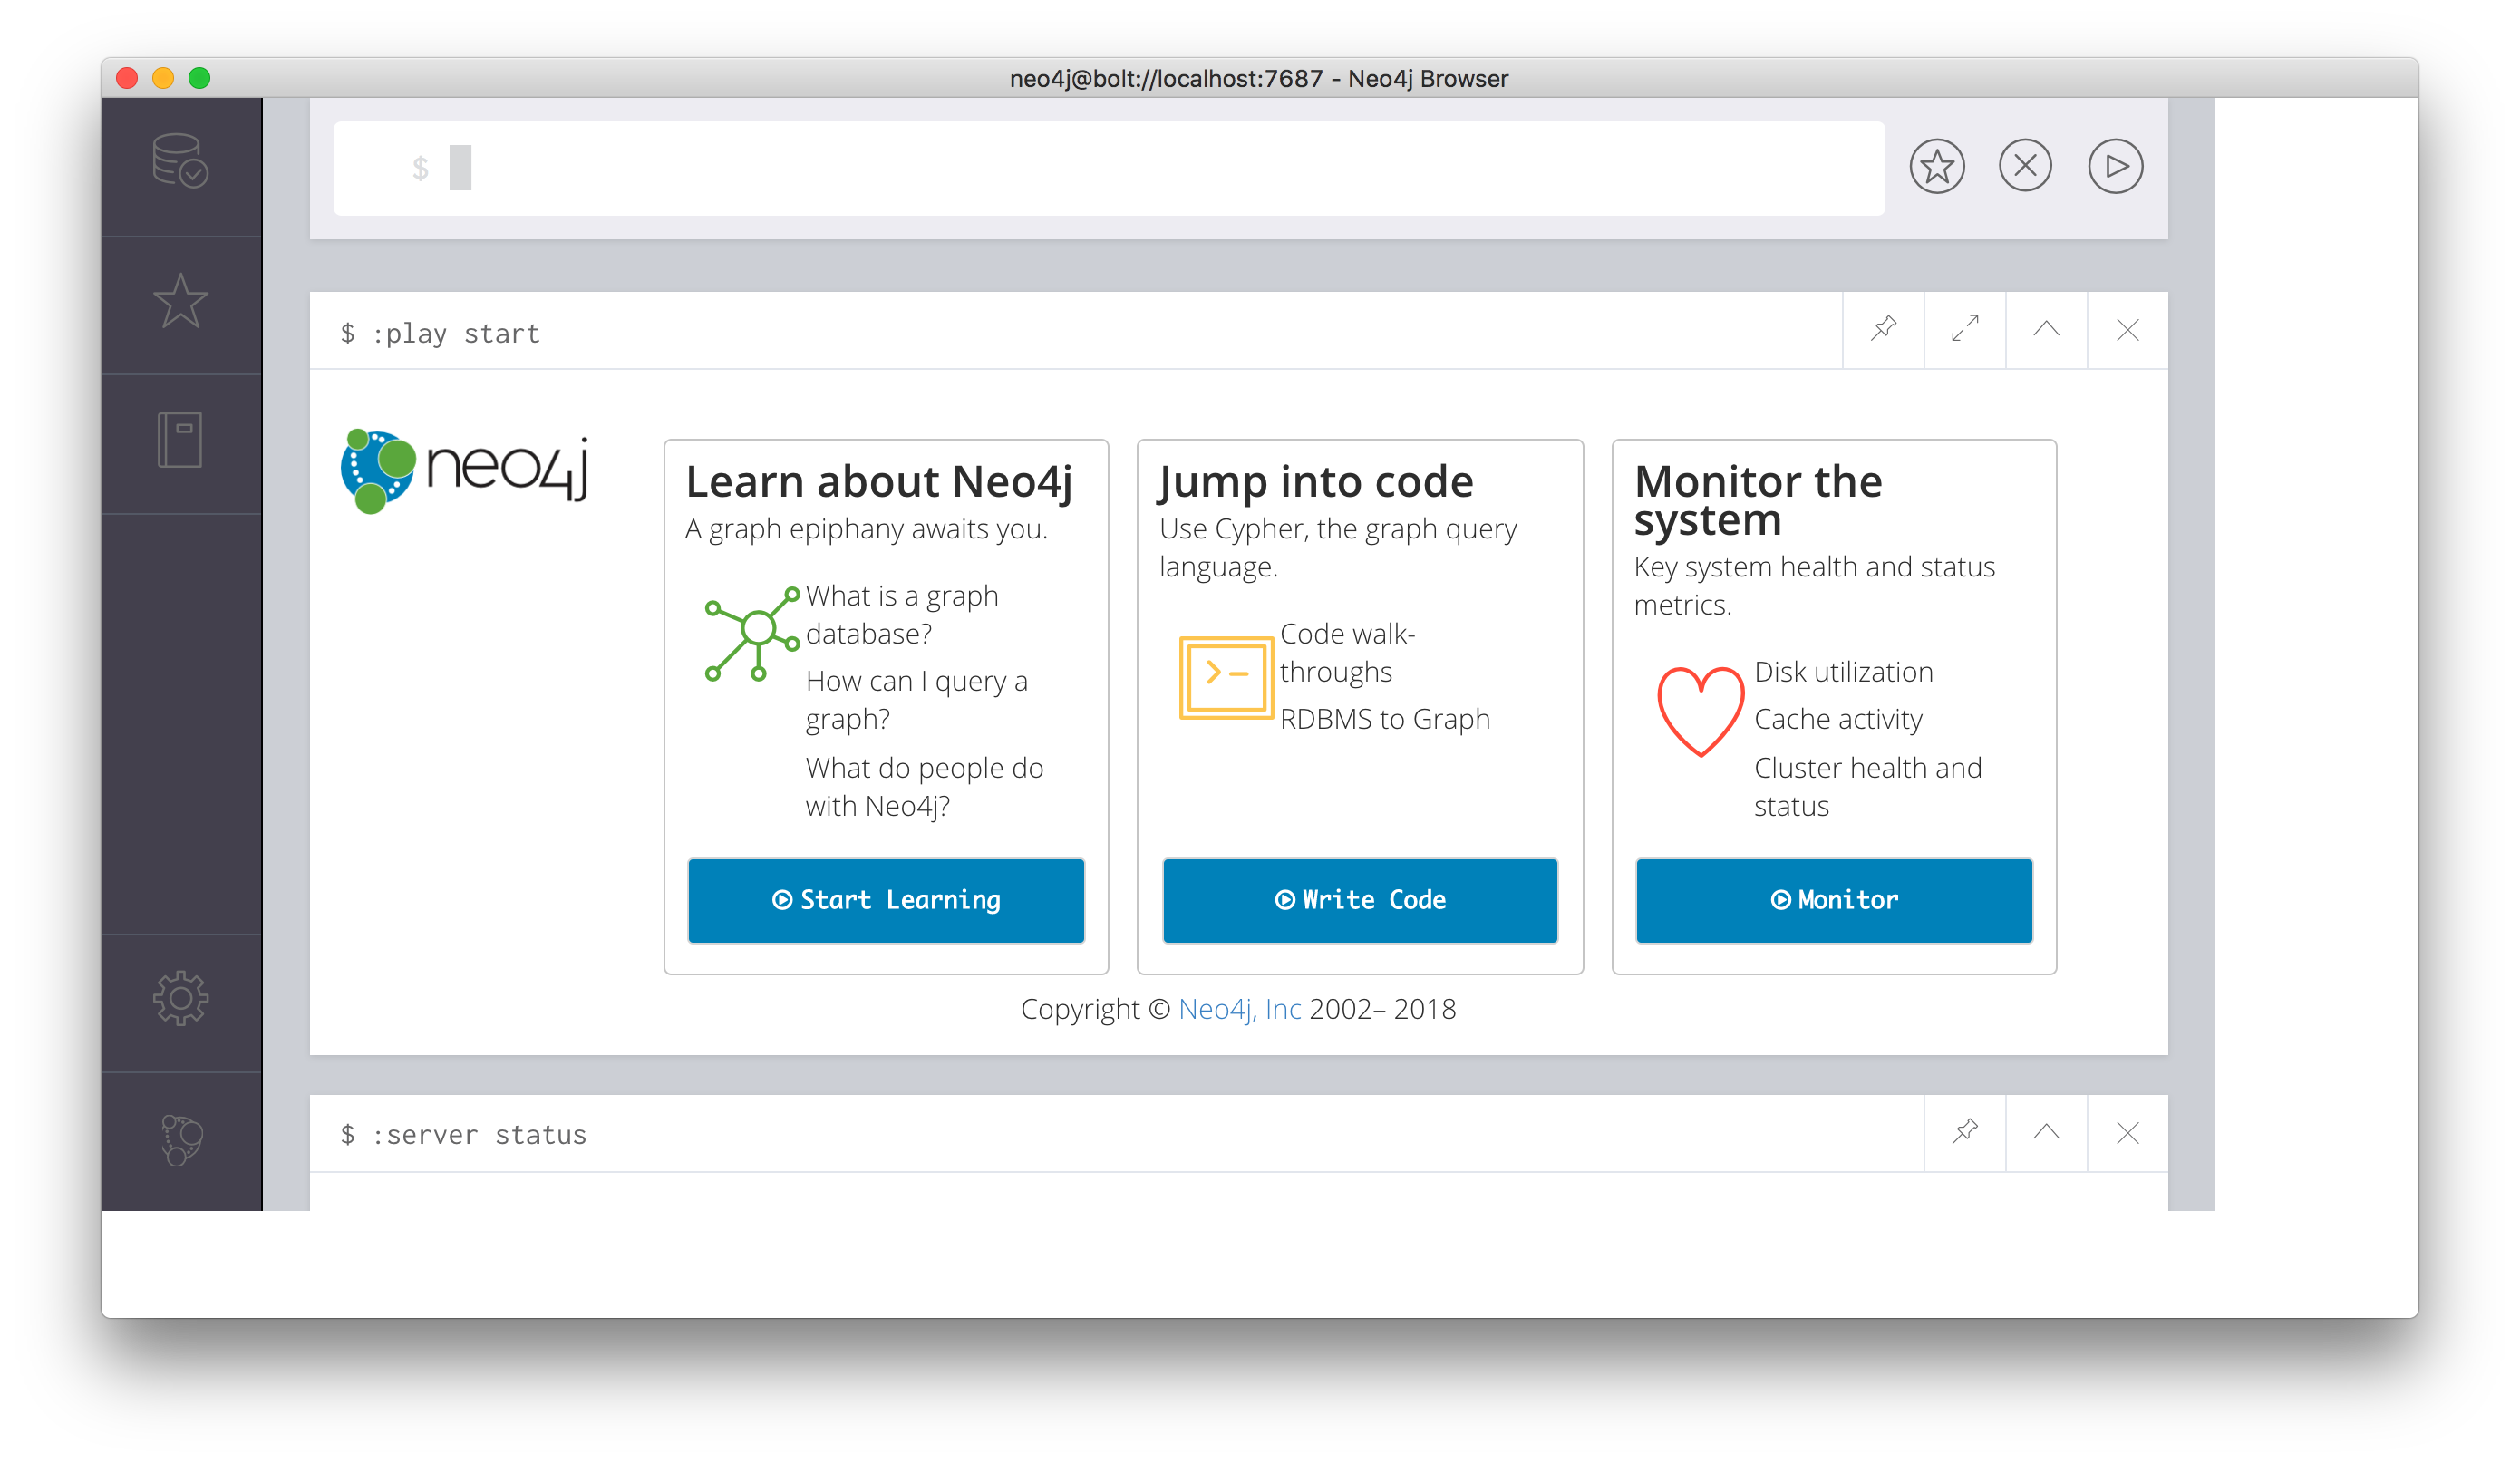 neo4j@bolt://localhost:7687 - Neo4j Browser
$
$ :play start
neo4j
Learn about Neo4j
A graph epiphany awaits you.
What is a graph
database?
How can I query a
graph?
What do people do
with Neo4j?
Start Learning
Jump into code
Use Cypher, the graph query
language.
Code walk-
throughs
RDBMS to Graph
Write Code
Monitor the
system
Key system health and status
metrics.
Disk utilization
Cache activity
Cluster health and
status
Monitor
Copyright © Neo4j, Inc 2002– 2018
$ :server status